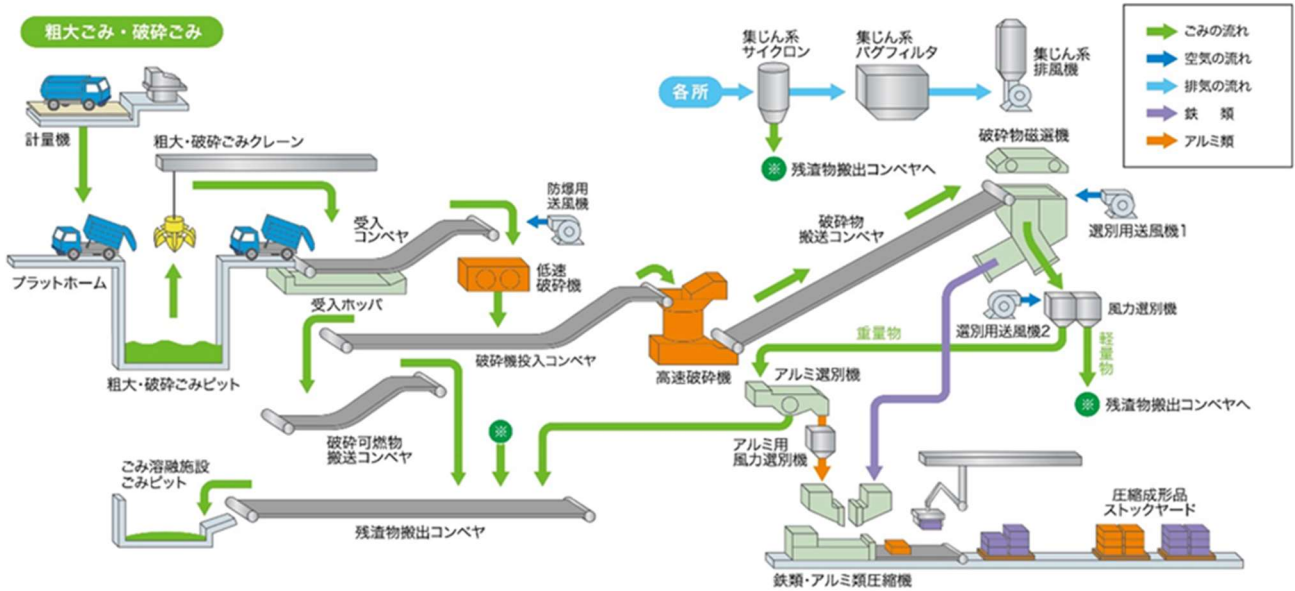 粗大ごみ・破砕ごみ
計量機
粗大・破砕ごみクレーン
プラットホーム
粗大・破砕ごみピット
受入
コンベヤ
受入ホッパ
防爆用
送風機
低速
破砕機
破砕機投入コンベヤ
高速破砕機
破砕可燃物
搬送コンベヤ
※
ごみ溶融施設
ごみピット
残渣物搬出コンベヤ
各所
集じん系
サイクロン
集じん系
バグフィルタ
集じん系
排風機
※
残渣物搬出コンベヤへ
破砕物磁選機
破砕物
搬送コンベヤ
選別用送風機1
選別用送風機2
風力選別機
重量物
軽量物
※
残渣物搬出コンベヤへ
アルミ選別機
アルミ用
風力選別機
圧縮成形品
ストックヤード
鉄類・アルミ類圧縮機
ごみの流れ
空気の流れ
排気の流れ
鉄　類
アルミ類